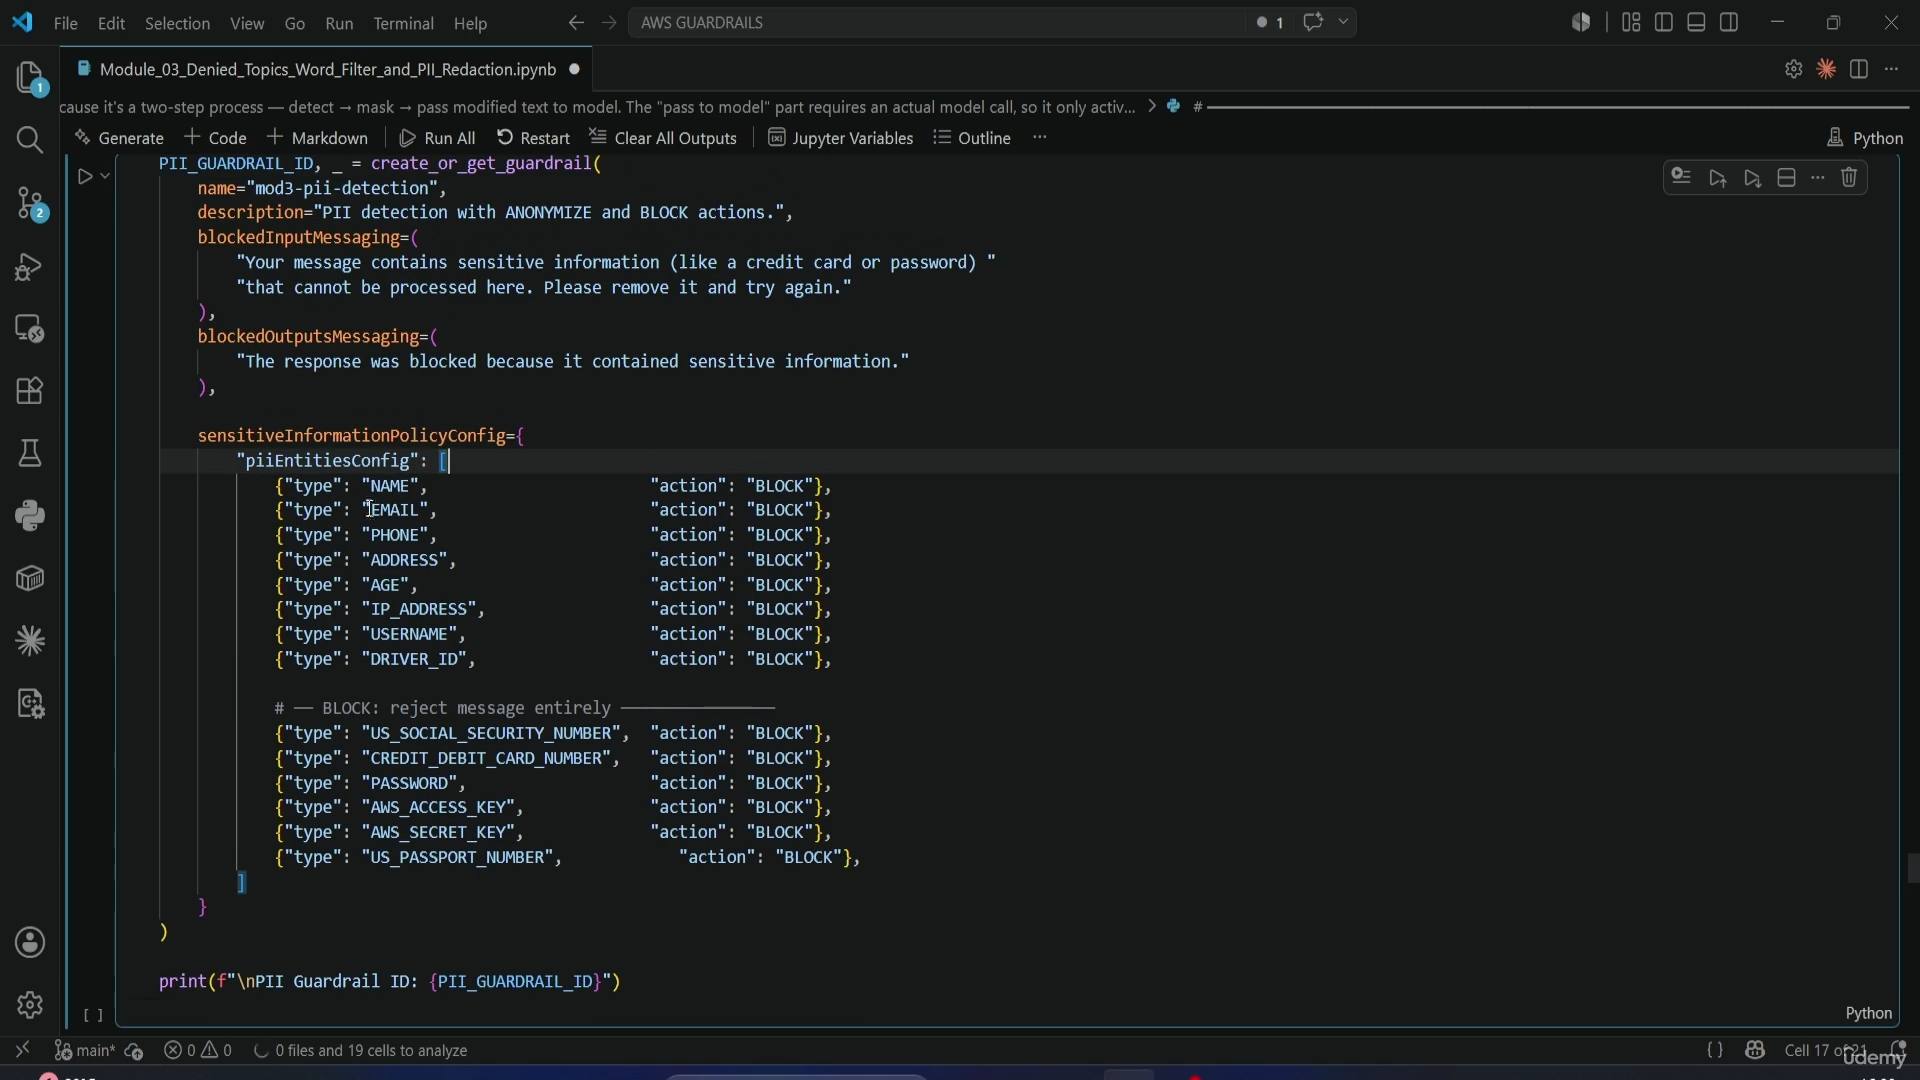 File Edit Selection View Go Run Terminal Help
AWS GUARDRAILS
1
1
Module_03_Denied_Topics_Word_Filter_and_PII_Redaction.ipynb
cause it's a two-step process — detect → mask → pass modified text to model. The "pass to model" part requires an actual model call, so it only activ... > #
Generate + Code + Markdown Run All Restart Clear All Outputs Jupyter Variables Outline ...
Python
2
PII_GUARDRAIL_ID, _ = create_or_get_guardrail(
name="mod3-pii-detection",
description="PII detection with ANONYMIZE and BLOCK actions.",
blockedInputMessaging=(
"Your message contains sensitive information (like a credit card or password) "
"that cannot be processed here. Please remove it and try again."
),
blockedOutputsMessaging=(
"The response was blocked because it contained sensitive information."
),
sensitiveInformationPolicyConfig={
"piiEntitiesConfig": [
{"type": "NAME", "action": "BLOCK"},
{"type": "EMAIL", "action": "BLOCK"},
{"type": "PHONE", "action": "BLOCK"},
{"type": "ADDRESS", "action": "BLOCK"},
{"type": "AGE", "action": "BLOCK"},
{"type": "IP_ADDRESS", "action": "BLOCK"},
{"type": "USERNAME", "action": "BLOCK"},
{"type": "DRIVER_ID", "action": "BLOCK"},
# — BLOCK: reject message entirely ————————
{"type": "US_SOCIAL_SECURITY_NUMBER", "action": "BLOCK"},
{"type": "CREDIT_DEBIT_CARD_NUMBER", "action": "BLOCK"},
{"type": "PASSWORD", "action": "BLOCK"},
{"type": "AWS_ACCESS_KEY", "action": "BLOCK"},
{"type": "AWS_SECRET_KEY", "action": "BLOCK"},
{"type": "US_PASSPORT_NUMBER", "action": "BLOCK"},
]
}
)
print(f"\nPII Guardrail ID: {PII_GUARDRAIL_ID}")
[ ]
Python
main* 0 0 0 files and 19 cells to analyze
{ } Cell 17 of 21
udemy